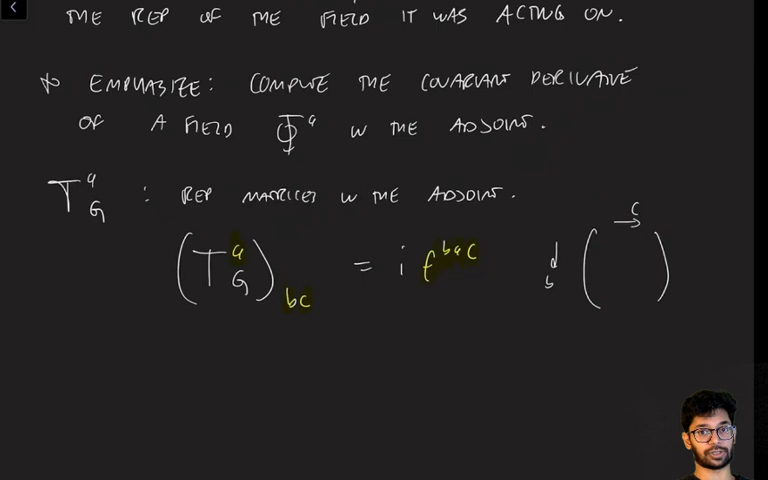 THE REP OF THE FIELD IT WAS ACTING ON.
EMPHASIZE: COMPUTE THE COVARIANT DERIVATIVE
OF A FIELD Φ^a IN THE ADJOINT.
T^a_G : REP MATRICES IN THE ADJOINT.
(T^a_G)_bc = i f^bac b↓ ( c→ )